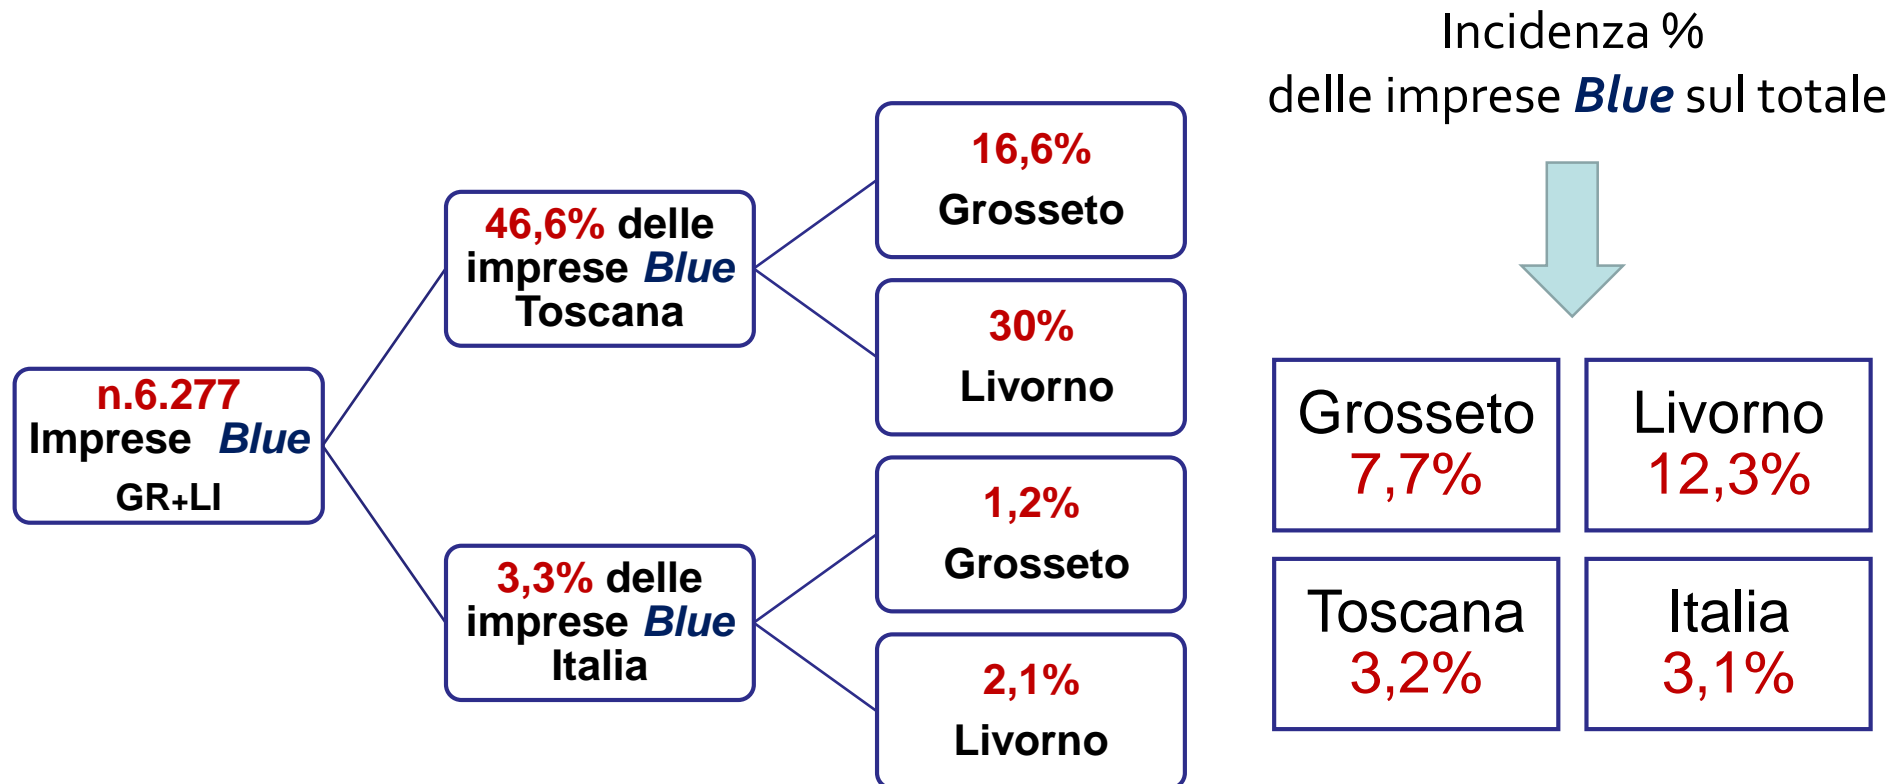 n.6.277
Imprese Blue
GR+LI
46,6% delle
imprese Blue
Toscana
16,6%
Grosseto
30%
Livorno
3,3% delle
imprese Blue
Italia
1,2%
Grosseto
2,1%
Livorno
Incidenza %
delle imprese Blue sul totale
Grosseto
7,7%
Livorno
12,3%
Toscana
3,2%
Italia
3,1%